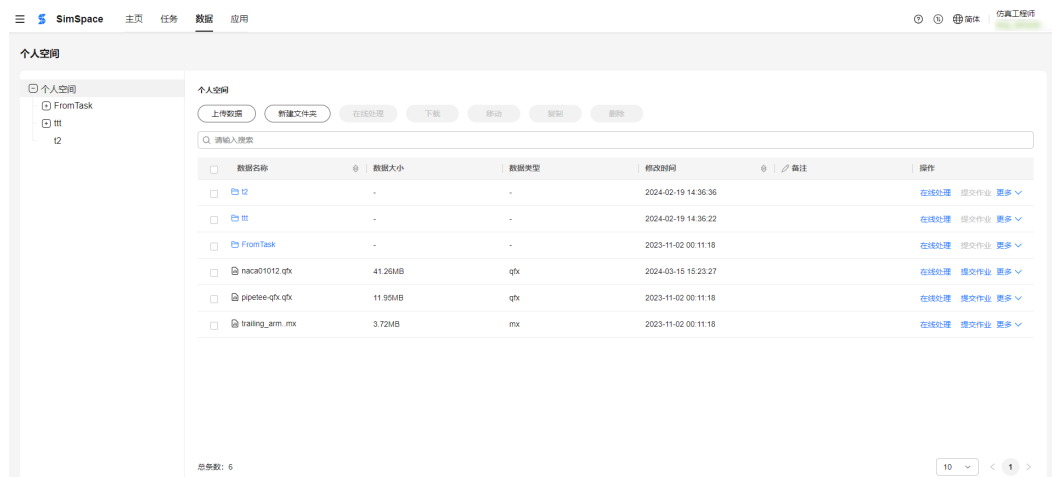 SimSpace 主页 任务 数据 应用 简体 仿真工程师
个人空间
个人空间
FromTask
ttt
t2
个人空间
上传数据 新建文件夹 在线处理 下载 移动 复制 删除
请输入搜索
数据名称 数据大小 数据类型 修改时间 备注 操作
t2 - - 2024-02-19 14:36:36 在线处理 提交作业 更多
ttt - - 2024-02-19 14:36:22 在线处理 提交作业 更多
FromTask - - 2023-11-02 00:11:18 在线处理 提交作业 更多
naca01012.qfx 41.26MB qfx 2024-03-15 15:23:27 在线处理 提交作业 更多
pipetee-qfx.qfx 11.95MB qfx 2023-11-02 00:11:18 在线处理 提交作业 更多
trailing_arm..mx 3.72MB mx 2023-11-02 00:11:18 在线处理 提交作业 更多
总条数: 6 10 < 1 >